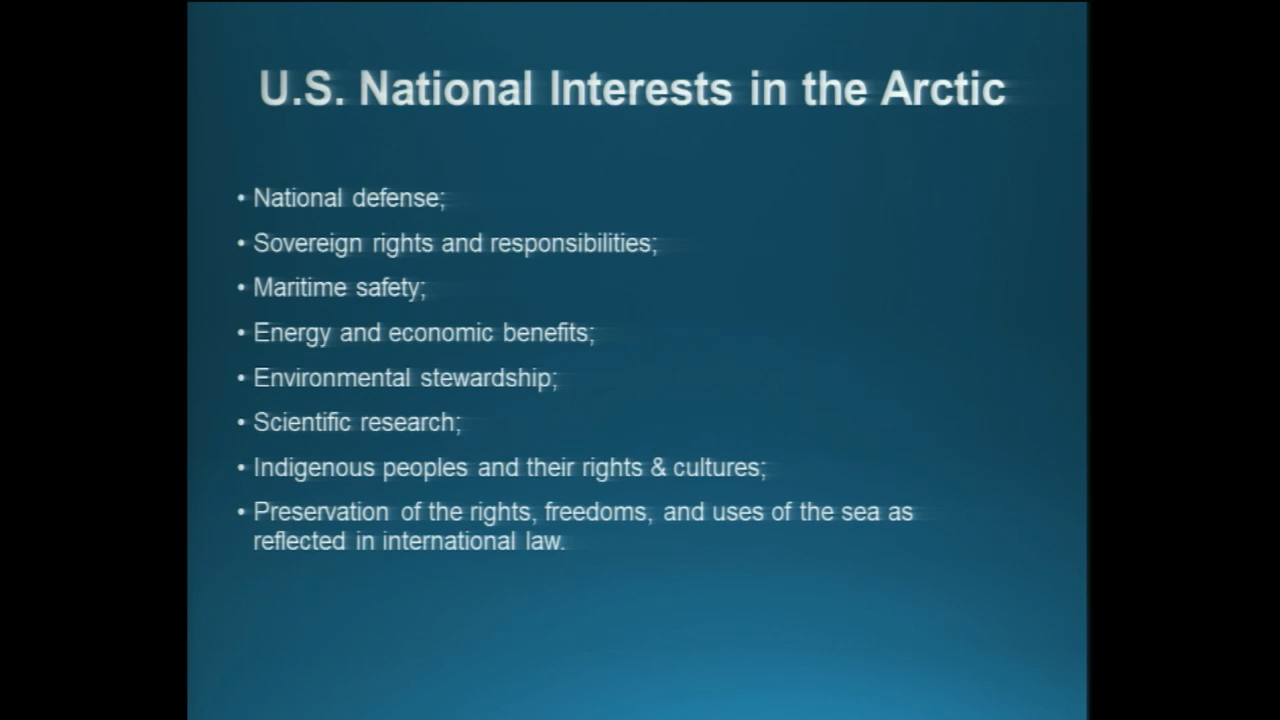 U.S. National Interests in the Arctic
• National defense;
• Sovereign rights and responsibilities;
• Maritime safety;
• Energy and economic benefits;
• Environmental stewardship;
• Scientific research;
• Indigenous peoples and their rights & cultures;
• Preservation of the rights, freedoms, and uses of the sea as
reflected in international law.